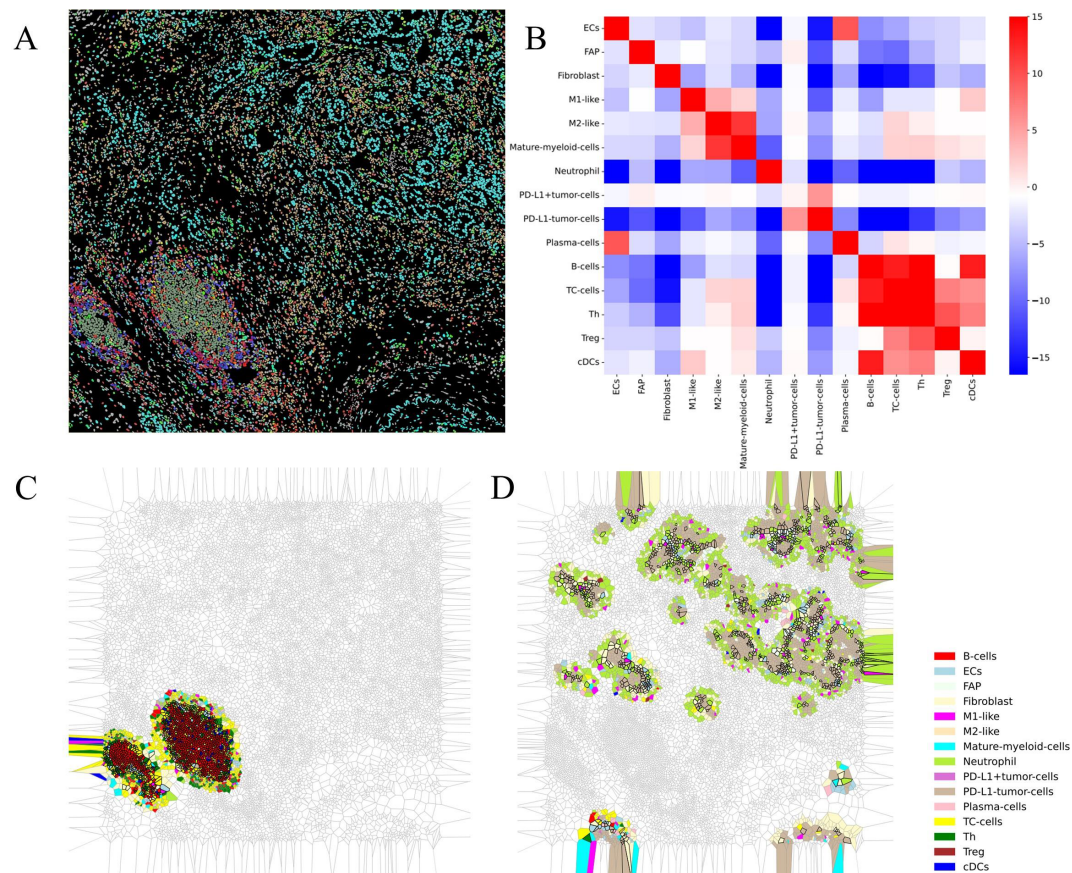 A
B
ECs
FAP
Fibroblast
M1-like
M2-like
Mature-myeloid-cells
Neutrophil
PD-L1+tumor-cells
PD-L1-tumor-cells
Plasma-cells
B-cells
TC-cells
Th
Treg
cDCs
ECs
FAP
Fibroblast
M1-like
M2-like
Mature-myeloid-cells
Neutrophil
PD-L1+tumor-cells
PD-L1-tumor-cells
Plasma-cells
B-cells
TC-cells
Th
Treg
cDCs
15
10
5
0
−5
−10
−15
C
D
B-cells
ECs
FAP
Fibroblast
M1-like
M2-like
Mature-myeloid-cells
Neutrophil
PD-L1+tumor-cells
PD-L1-tumor-cells
Plasma-cells
TC-cells
Th
Treg
cDCs